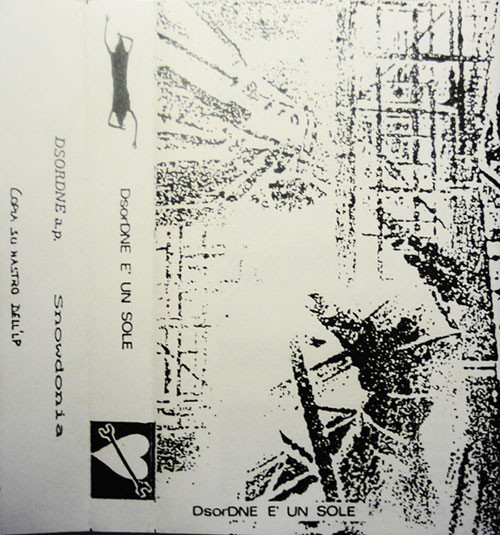 COPIA SU NASTRO DELL'LP
DSORDNE a.p. Snowdonia
DsorDNE E' UN SOLE
DsorDNE E' UN SOLE